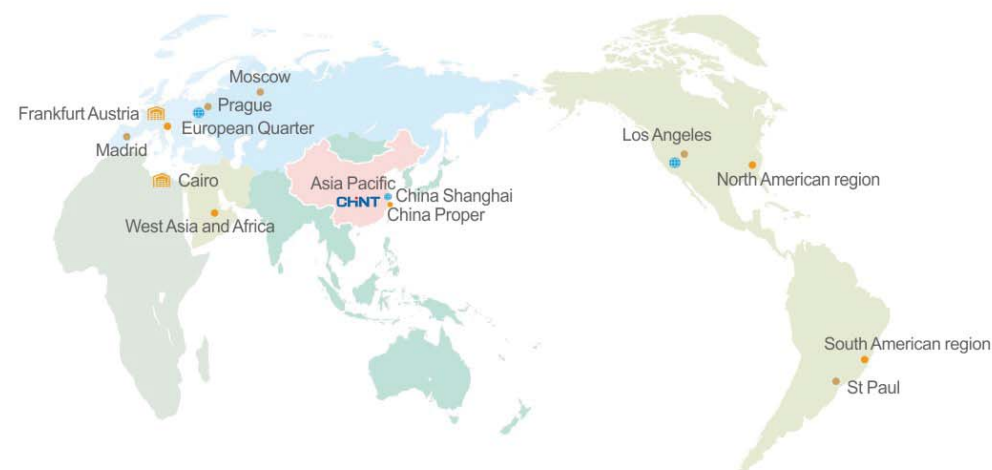 Moscow
Frankfurt Austria
Prague
European Quarter
Madrid
Cairo
West Asia and Africa
Asia Pacific
CHNT
China Shanghai
China Proper
Los Angeles
North American region
South American region
St Paul